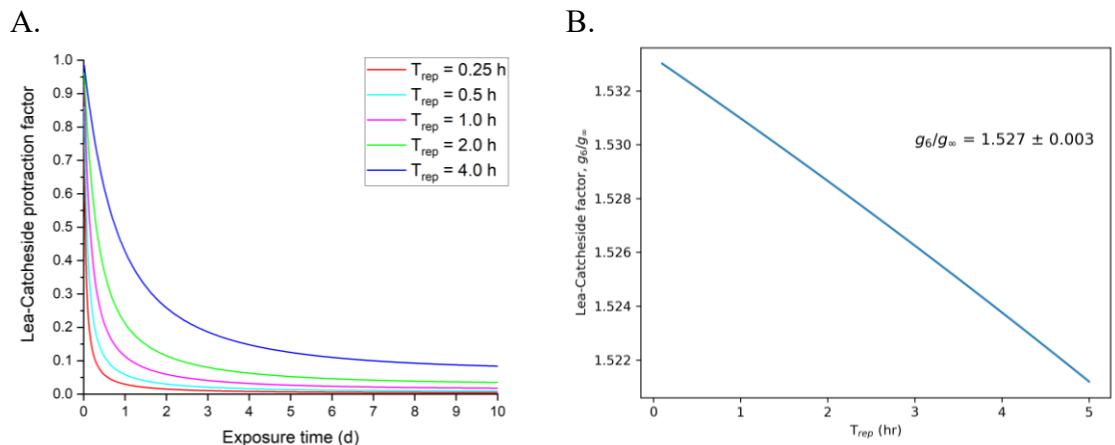 A.
B.
Lea-Catcheside protraction factor
1.0
0.9
0.8
0.7
0.6
0.5
0.4
0.3
0.2
0.1
0.0
T_rep = 0.25 h
T_rep = 0.5 h
T_rep = 1.0 h
T_rep = 2.0 h
T_rep = 4.0 h
0 1 2 3 4 5 6 7 8 9 10
Exposure time (d)
Lea-Catcheside factor, g₆/g∞
1.532
1.530
1.528
1.526
1.524
1.522
g₆/g∞ = 1.527 ± 0.003
0 1 2 3 4 5
T_rep (hr)